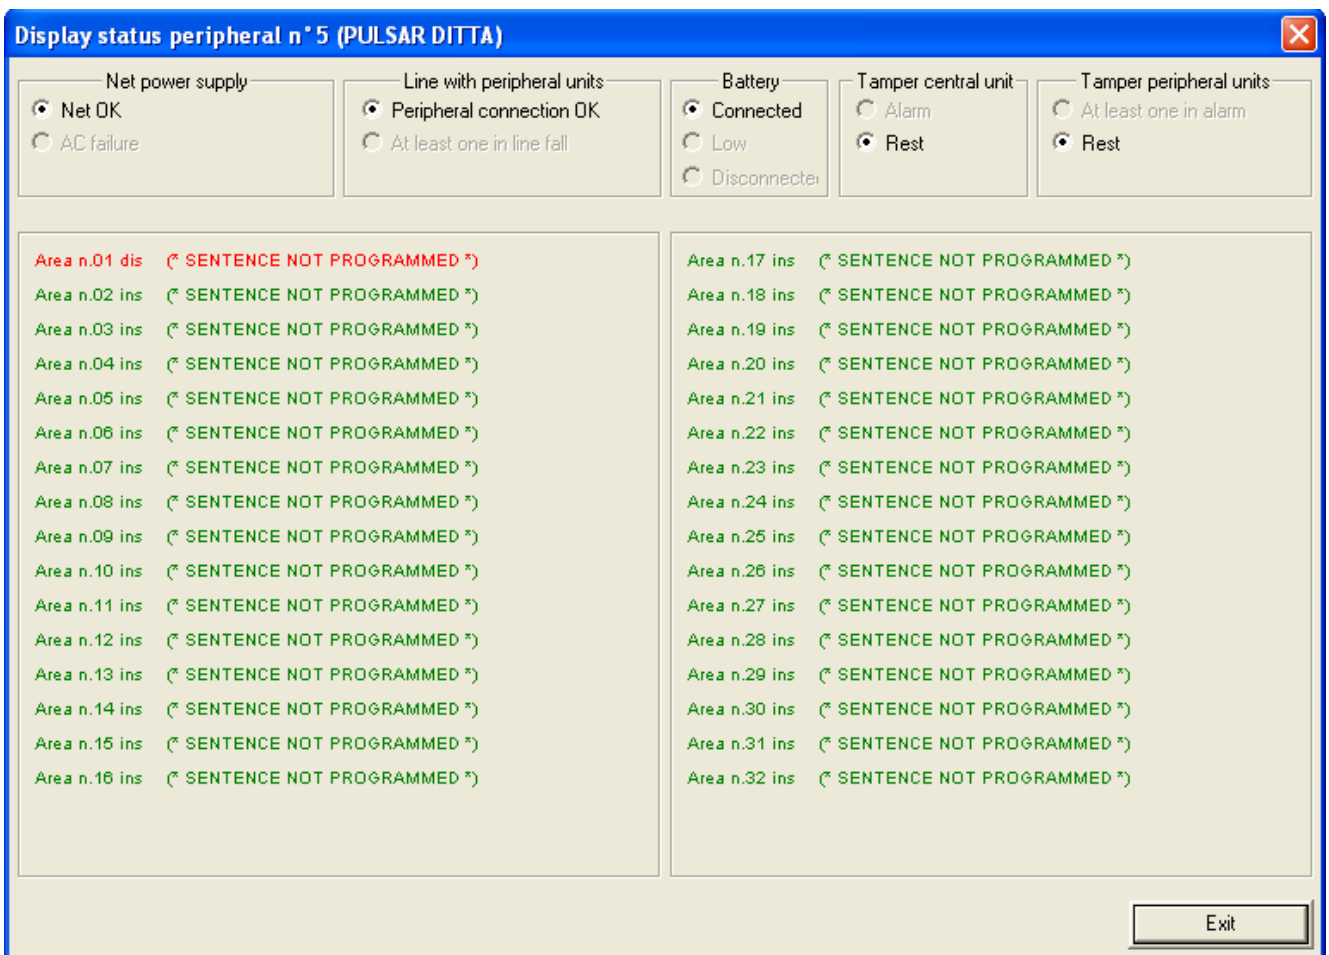 Display status peripheral n°5 (PULSAR DITTA)
Net power supply
Net OK
AC failure
Line with peripheral units
Peripheral connection OK
At least one in line fall
Battery
Connected
Low
Disconnecte
Tamper central unit
Alarm
Rest
Tamper peripheral units
At least one in alarm
Rest
Area n.01 dis (* SENTENCE NOT PROGRAMMED *)
Area n.02 ins (* SENTENCE NOT PROGRAMMED *)
Area n.03 ins (* SENTENCE NOT PROGRAMMED *)
Area n.04 ins (* SENTENCE NOT PROGRAMMED *)
Area n.05 ins (* SENTENCE NOT PROGRAMMED *)
Area n.06 ins (* SENTENCE NOT PROGRAMMED *)
Area n.07 ins (* SENTENCE NOT PROGRAMMED *)
Area n.08 ins (* SENTENCE NOT PROGRAMMED *)
Area n.09 ins (* SENTENCE NOT PROGRAMMED *)
Area n.10 ins (* SENTENCE NOT PROGRAMMED *)
Area n.11 ins (* SENTENCE NOT PROGRAMMED *)
Area n.12 ins (* SENTENCE NOT PROGRAMMED *)
Area n.13 ins (* SENTENCE NOT PROGRAMMED *)
Area n.14 ins (* SENTENCE NOT PROGRAMMED *)
Area n.15 ins (* SENTENCE NOT PROGRAMMED *)
Area n.16 ins (* SENTENCE NOT PROGRAMMED *)
Area n.17 ins (* SENTENCE NOT PROGRAMMED *)
Area n.18 ins (* SENTENCE NOT PROGRAMMED *)
Area n.19 ins (* SENTENCE NOT PROGRAMMED *)
Area n.20 ins (* SENTENCE NOT PROGRAMMED *)
Area n.21 ins (* SENTENCE NOT PROGRAMMED *)
Area n.22 ins (* SENTENCE NOT PROGRAMMED *)
Area n.23 ins (* SENTENCE NOT PROGRAMMED *)
Area n.24 ins (* SENTENCE NOT PROGRAMMED *)
Area n.25 ins (* SENTENCE NOT PROGRAMMED *)
Area n.26 ins (* SENTENCE NOT PROGRAMMED *)
Area n.27 ins (* SENTENCE NOT PROGRAMMED *)
Area n.28 ins (* SENTENCE NOT PROGRAMMED *)
Area n.29 ins (* SENTENCE NOT PROGRAMMED *)
Area n.30 ins (* SENTENCE NOT PROGRAMMED *)
Area n.31 ins (* SENTENCE NOT PROGRAMMED *)
Area n.32 ins (* SENTENCE NOT PROGRAMMED *)
Exit